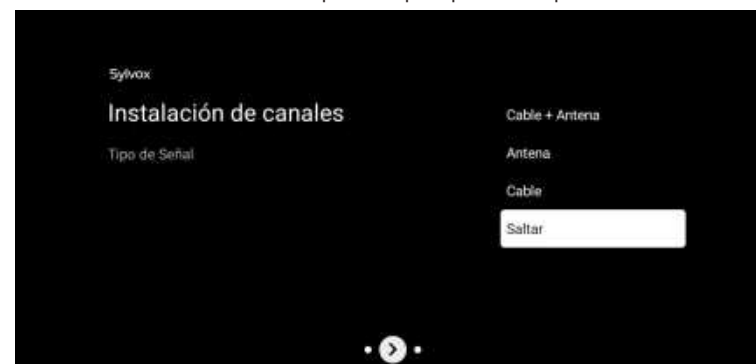 Sylvox
Instalación de canales
Tipo de Señal
Cable + Antena
Antena
Cable
Saltar